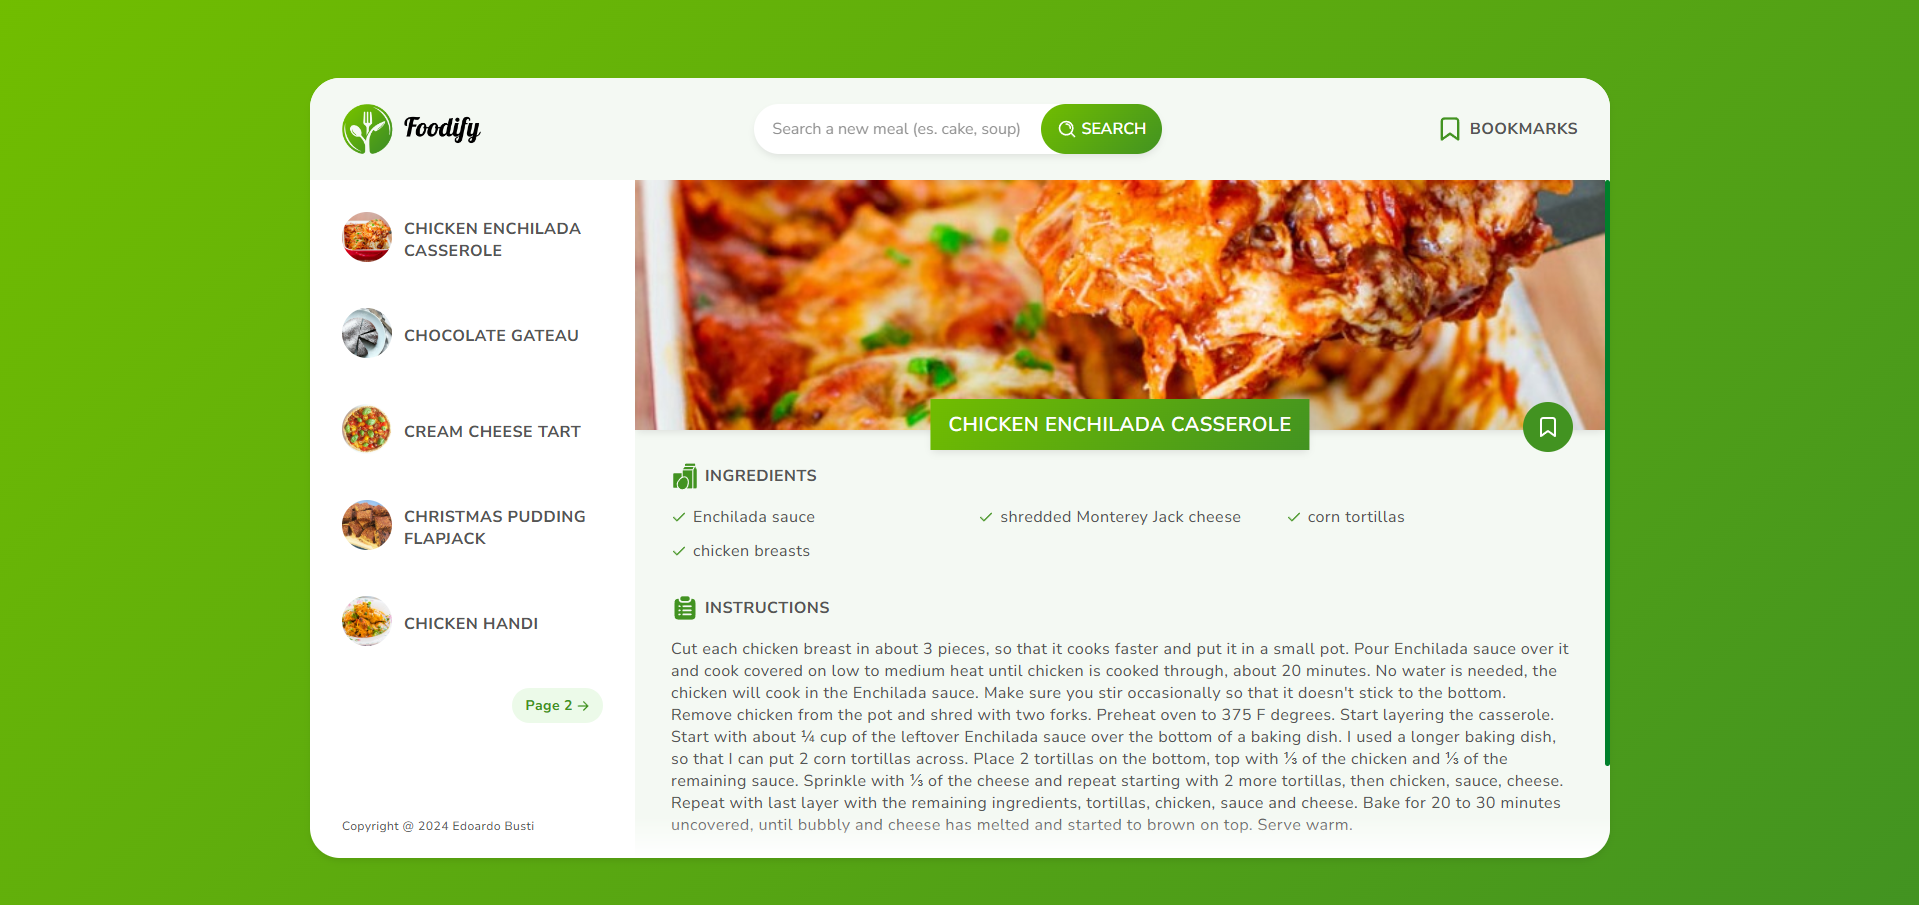 Foodify
Search a new meal (es. cake, soup)
SEARCH
BOOKMARKS
CHICKEN ENCHILADA
CASSEROLE
CHOCOLATE GATEAU
CREAM CHEESE TART
CHRISTMAS PUDDING
FLAPJACK
CHICKEN HANDI
Page 2 →
Copyright @ 2024 Edoardo Busti
CHICKEN ENCHILADA CASSEROLE
INGREDIENTS
Enchilada sauce
shredded Monterey Jack cheese
corn tortillas
chicken breasts
INSTRUCTIONS
Cut each chicken breast in about 3 pieces, so that it cooks faster and put it in a small pot. Pour Enchilada sauce over it
and cook covered on low to medium heat until chicken is cooked through, about 20 minutes. No water is needed, the
chicken will cook in the Enchilada sauce. Make sure you stir occasionally so that it doesn't stick to the bottom.
Remove chicken from the pot and shred with two forks. Preheat oven to 375 F degrees. Start layering the casserole.
Start with about ¼ cup of the leftover Enchilada sauce over the bottom of a baking dish. I used a longer baking dish,
so that I can put 2 corn tortillas across. Place 2 tortillas on the bottom, top with ⅓ of the chicken and ⅓ of the
remaining sauce. Sprinkle with ⅓ of the cheese and repeat starting with 2 more tortillas, then chicken, sauce, cheese.
Repeat with last layer with the remaining ingredients, tortillas, chicken, sauce and cheese. Bake for 20 to 30 minutes
uncovered, until bubbly and cheese has melted and started to brown on top. Serve warm.